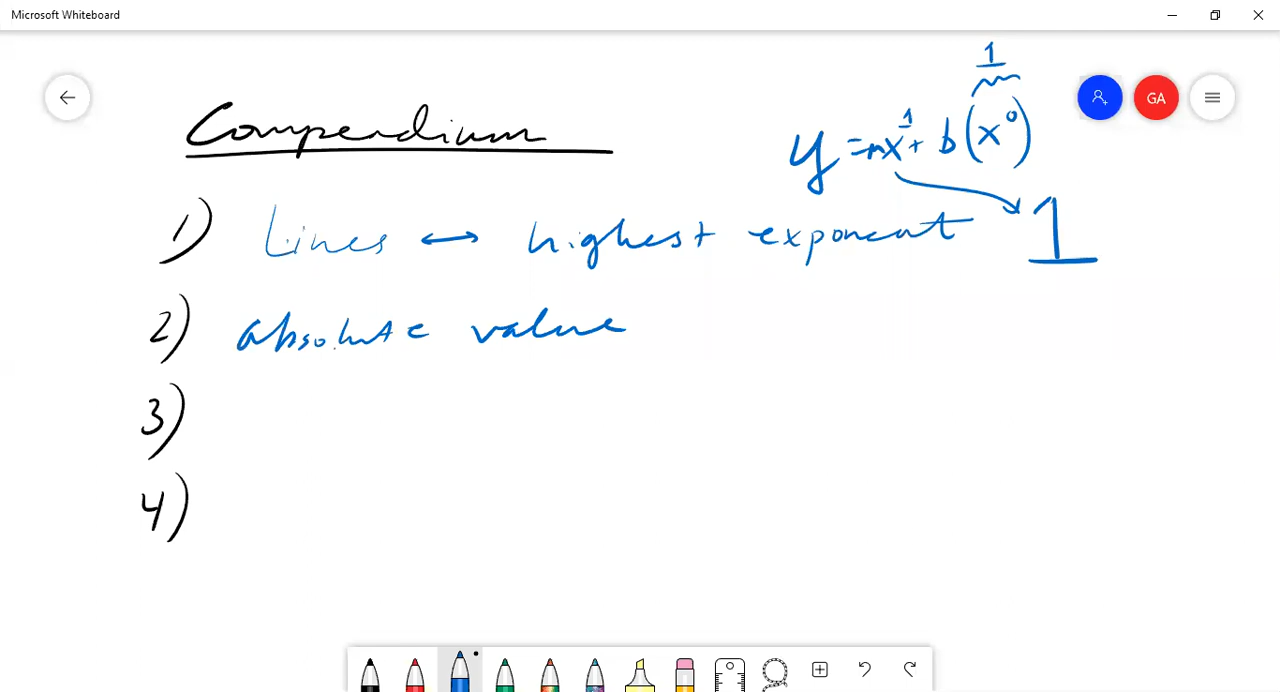 Microsoft Whiteboard
1
Compendium
y = mx¹ + b(x⁰)
GA
1) Lines ↔ highest exponent 1
2) absolute value
3)
4)